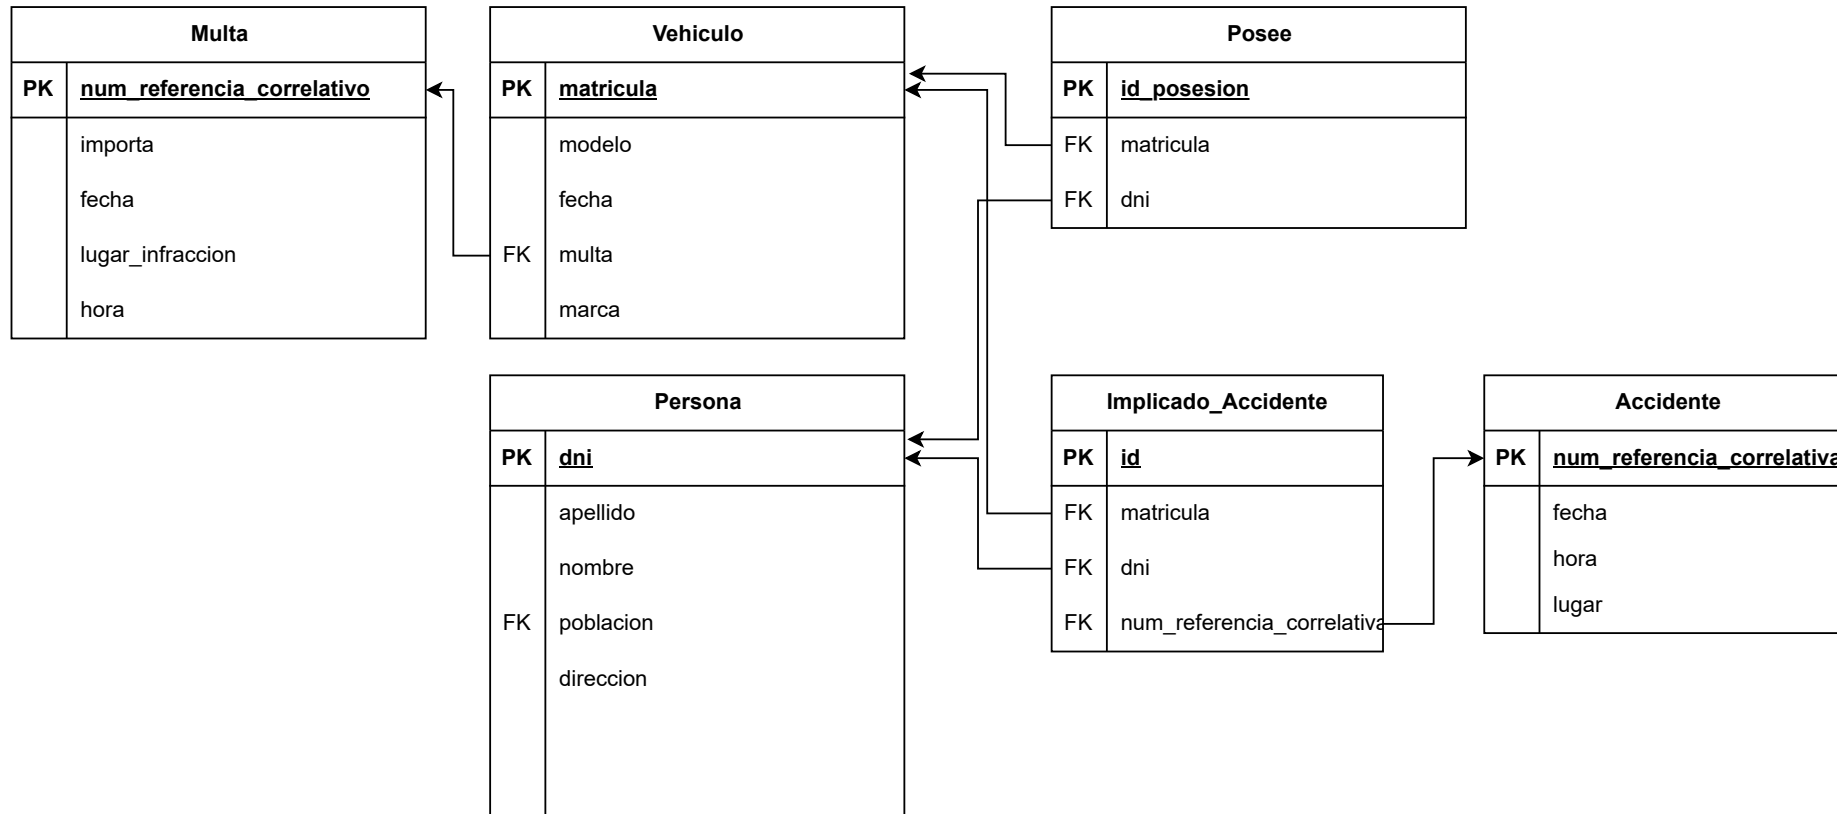 Multa
PK num_referencia_correlativo
importa
fecha
lugar_infraccion
hora
Vehiculo
PK matricula
modelo
fecha
FK multa
marca
Posee
PK id_posesion
FK matricula
FK dni
Persona
PK dni
apellido
nombre
FK poblacion
direccion
Implicado_Accidente
PK id
FK matricula
FK dni
FK num_referencia_correlativa
Accidente
PK num_referencia_correlativa
fecha
hora
lugar